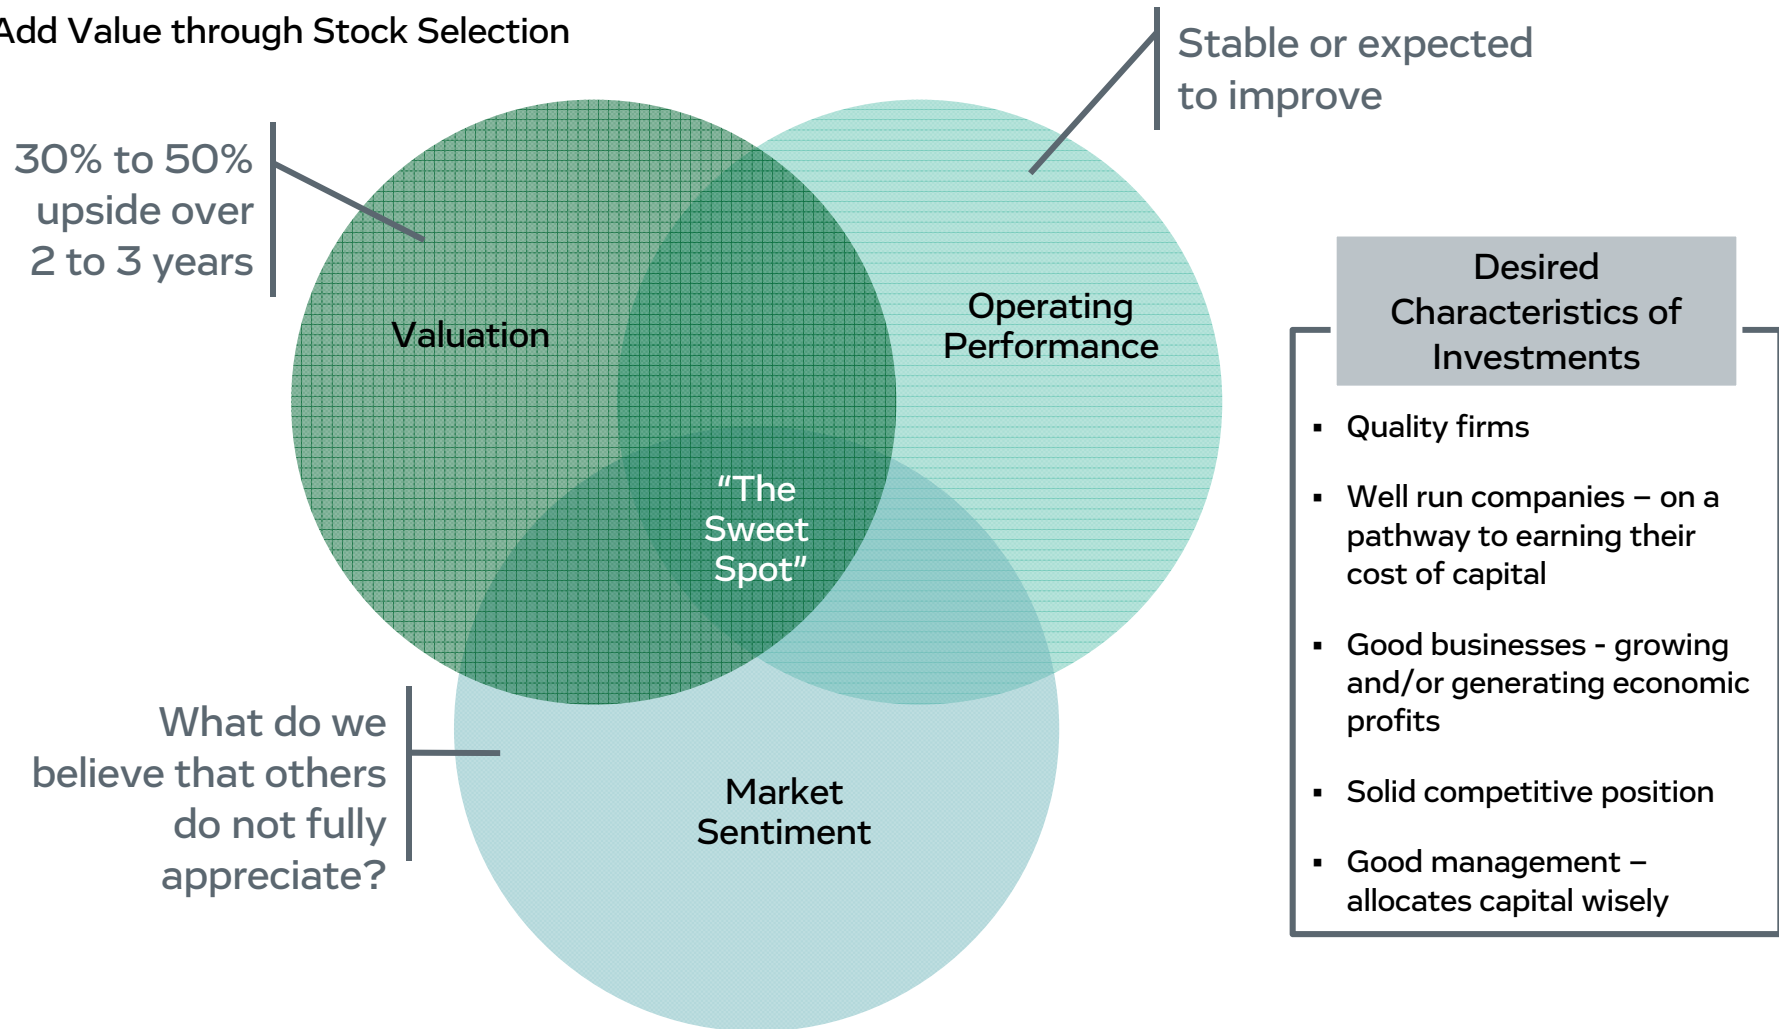 Add Value through Stock Selection
Stable or expected
to improve
30% to 50%
upside over
2 to 3 years
Valuation
Operating
Performance
"The
Sweet
Spot"
What do we
believe that others
do not fully
appreciate?
Market
Sentiment
Desired
Characteristics of
Investments
▪ Quality firms
▪ Well run companies – on a
pathway to earning their
cost of capital
▪ Good businesses - growing
and/or generating economic
profits
▪ Solid competitive position
▪ Good management –
allocates capital wisely